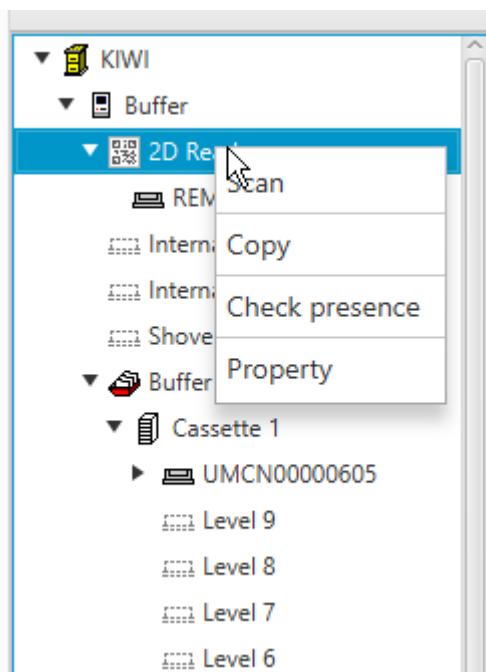 KIWI
Buffer
2D Rea
Scan
REM
Interna
Copy
Interna
Check presence
Shove
Property
Buffer
Cassette 1
UMCN00000605
Level 9
Level 8
Level 7
Level 6